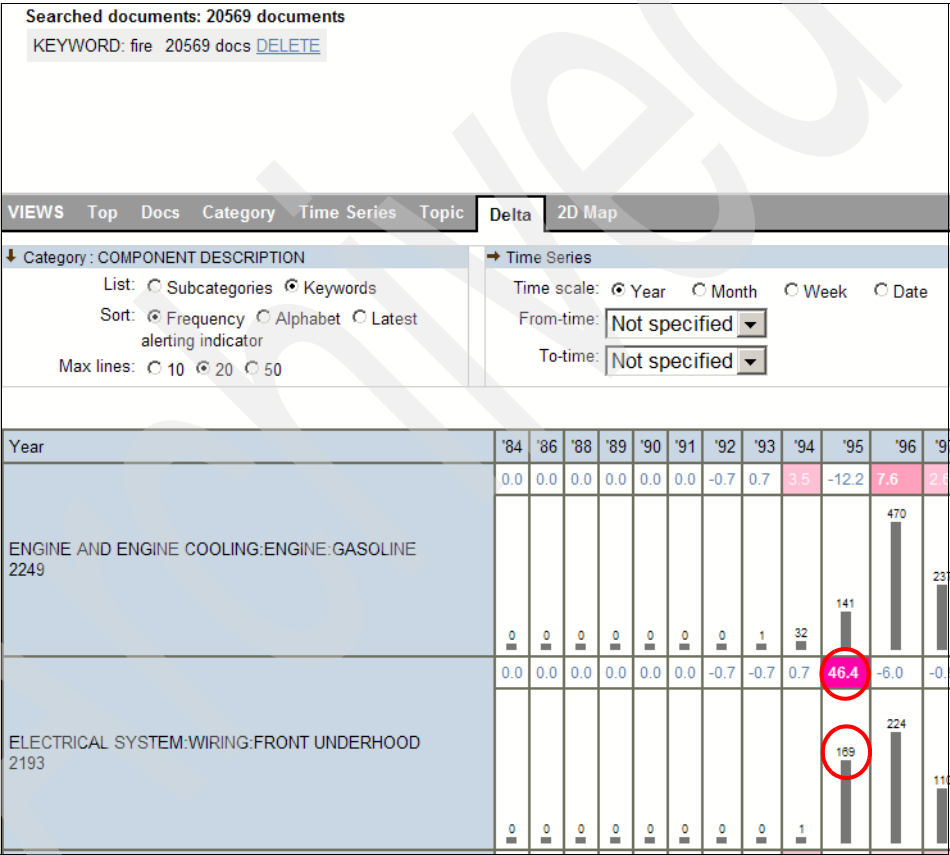 Searched documents: 20569 documents
KEYWORD: fire 20569 docs DELETE
VIEWS Top Docs Category Time Series Topic Delta 2D Map
Category : COMPONENT DESCRIPTION
List: Subcategories Keywords
Sort: Frequency Alphabet Latest
alerting indicator
Max lines: 10 20 50
Time Series
Time scale: Year Month Week Date
From-time: Not specified
To-time: Not specified
Year '84 '86 '88 '89 '90 '91 '92 '93 '94 '95 '96
0.0 0.0 0.0 0.0 0.0 0.0 -0.7 0.7 3.5 -12.2 7.6
ENGINE AND ENGINE COOLING:ENGINE:GASOLINE
2249
0 0 0 0 0 0 0 1 32 141 470 237
0.0 0.0 0.0 0.0 0.0 0.0 -0.7 -0.7 0.7 46.4 -6.0
ELECTRICAL SYSTEM:WIRING:FRONT UNDERHOOD
2193
0 0 0 0 0 0 0 0 1 169 224 110